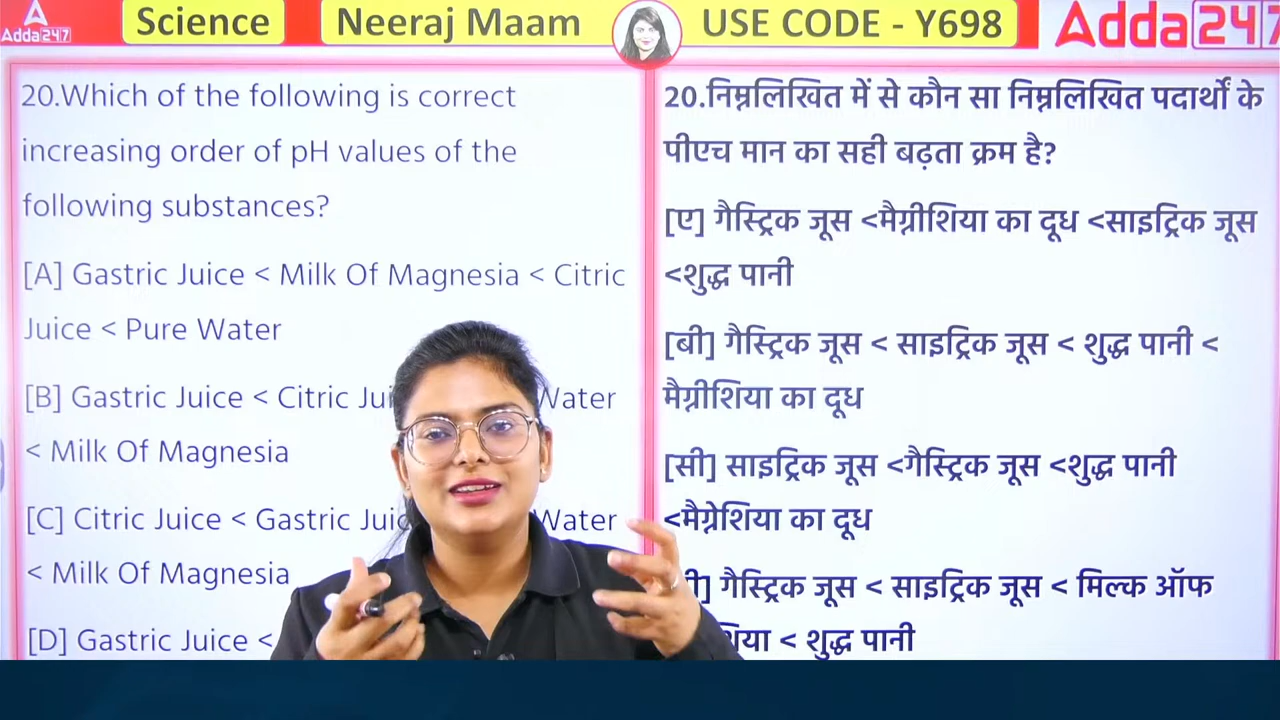 Adda247
Science
Neeraj Maam
USE CODE - Y698
Adda247
20.Which of the following is correct
increasing order of pH values of the
following substances?
[A] Gastric Juice < Milk Of Magnesia < Citric
Juice < Pure Water
[B] Gastric Juice < Citric Water
< Milk Of Magnesia
[C] Citric Juice < Gastric Water
< Milk Of Magnesia
[D] Gastric Juice <
20.निम्नलिखित में से कौन सा निम्नलिखित पदार्थों के
पीएच मान का सही बढ़ता क्रम है?
[ए] गैस्ट्रिक जूस <मैग्नीशिया का दूध <साइट्रिक जूस
<शुद्ध पानी
[बी] गैस्ट्रिक जूस < साइट्रिक जूस < शुद्ध पानी <
मैग्नीशिया का दूध
[सी] साइट्रिक जूस <गैस्ट्रिक जूस <शुद्ध पानी
<मैग्नेशिया का दूध
गैस्ट्रिक जूस < साइट्रिक जूस < मिल्क ऑफ
< शुद्ध पानी